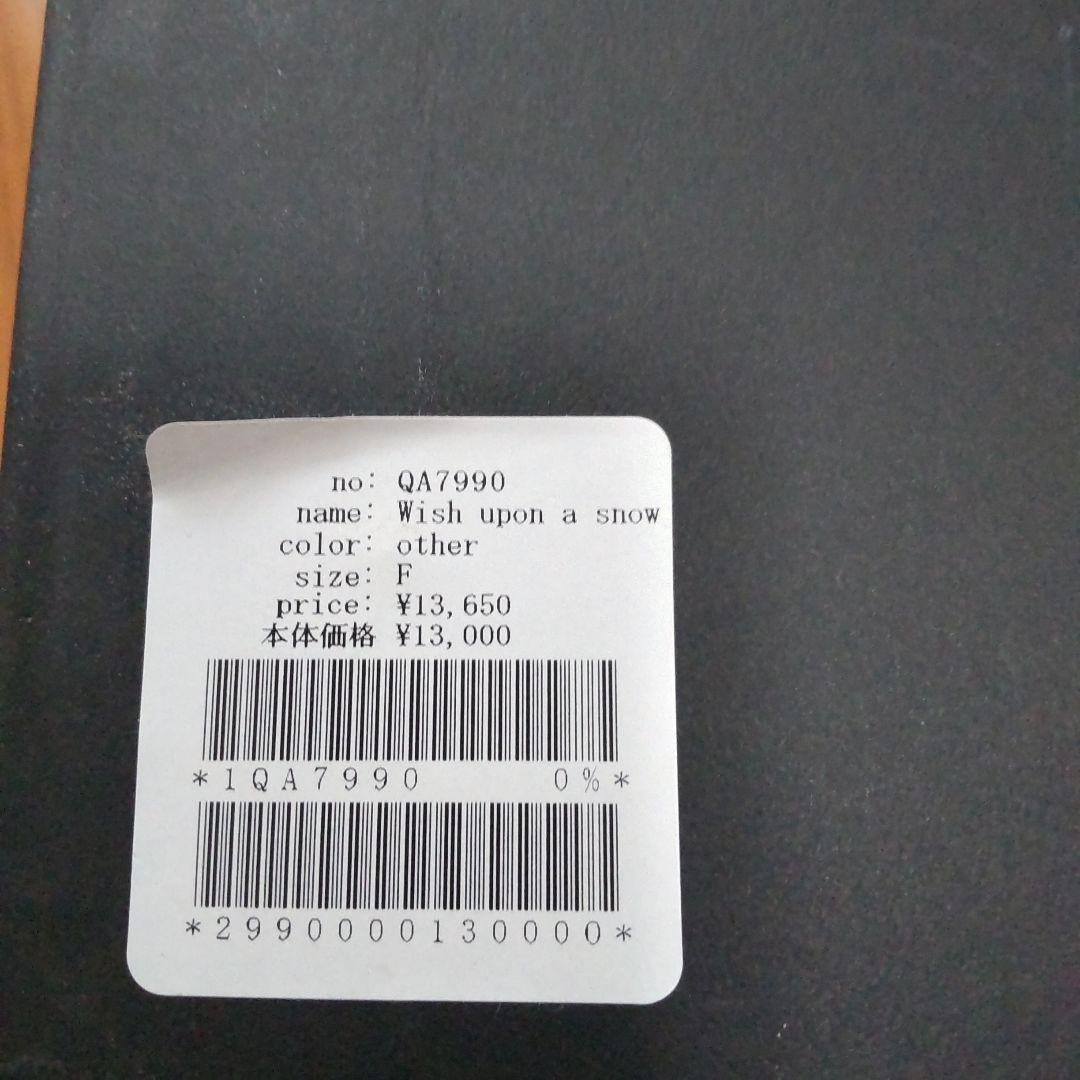 no: QA7990
name: Wish upon a snow
color: other
size: F
price: ¥13,650
本体価格 ¥13,000
*1QA7990 0%*
*2990000130000*